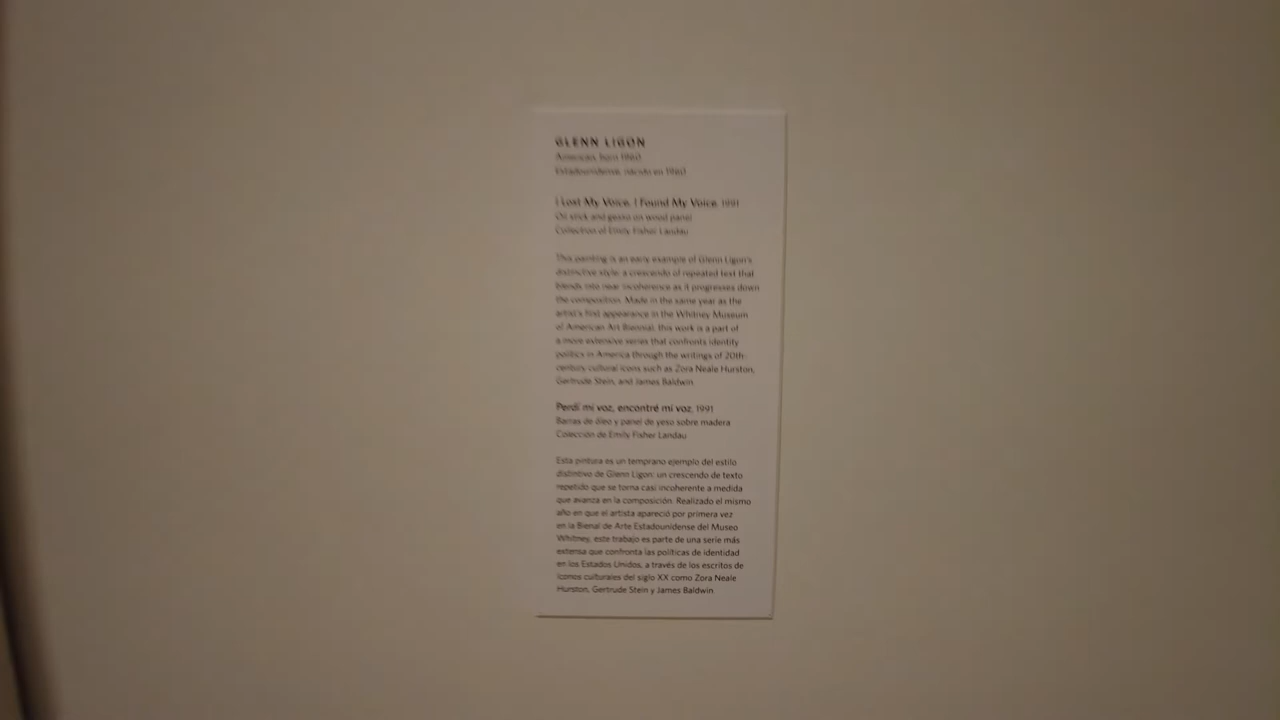 GLENN LIGON
American, born 1960
Estadounidense, nacido en 1960
I Lost My Voice, I Found My Voice, 1991
Oil stick and gesso on wood panel
Collection of Emily Fisher Landau
This painting is an early example of Glenn Ligon's
distinctive style: a crescendo of repeated text that
blends into near incoherence as it progresses down
the composition. Made in the same year as the
artist's first appearance in the Whitney Museum
of American Art Biennial, this work is a part of
a more extensive series that confronts identity
politics in America through the writings of 20th-
century cultural icons such as Zora Neale Hurston,
Gertrude Stein, and James Baldwin.
Perdí mi voz, encontré mi voz, 1991
Barras de óleo y panel de yeso sobre madera
Colección de Emily Fisher Landau
Esta pintura es un temprano ejemplo del estilo
distintivo de Glenn Ligon: un crescendo de texto
repetido que se torna casi incoherente a medida
que avanza en la composición. Realizado el mismo
año en que el artista apareció por primera vez
en la Bienal de Arte Estadounidense del Museo
Whitney, este trabajo es parte de una serie más
extensa que confronta las políticas de identidad
en los Estados Unidos, a través de los escritos de
íconos culturales del siglo XX como Zora Neale
Hurston, Gertrude Stein y James Baldwin.